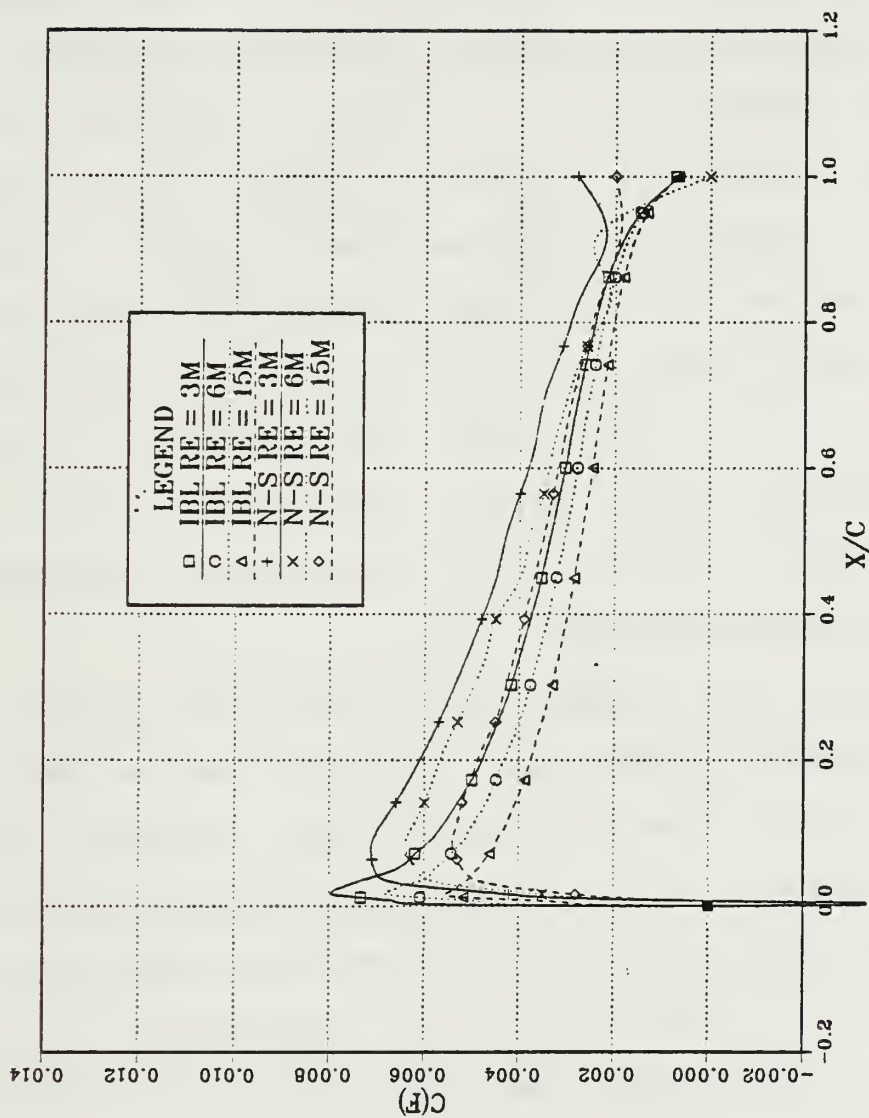 LEGEND
IBL RE = 3M
IBL RE = 6M
IBL RE = 15M
N-S RE = 3M
N-S RE = 6M
N-S RE = 15M
C(F)
0.014
0.012
0.010
0.008
0.006
0.004
0.002
0.000
-0.002
-0.2
0.0
0.2
0.4
0.6
0.8
1.0
1.2
X/C